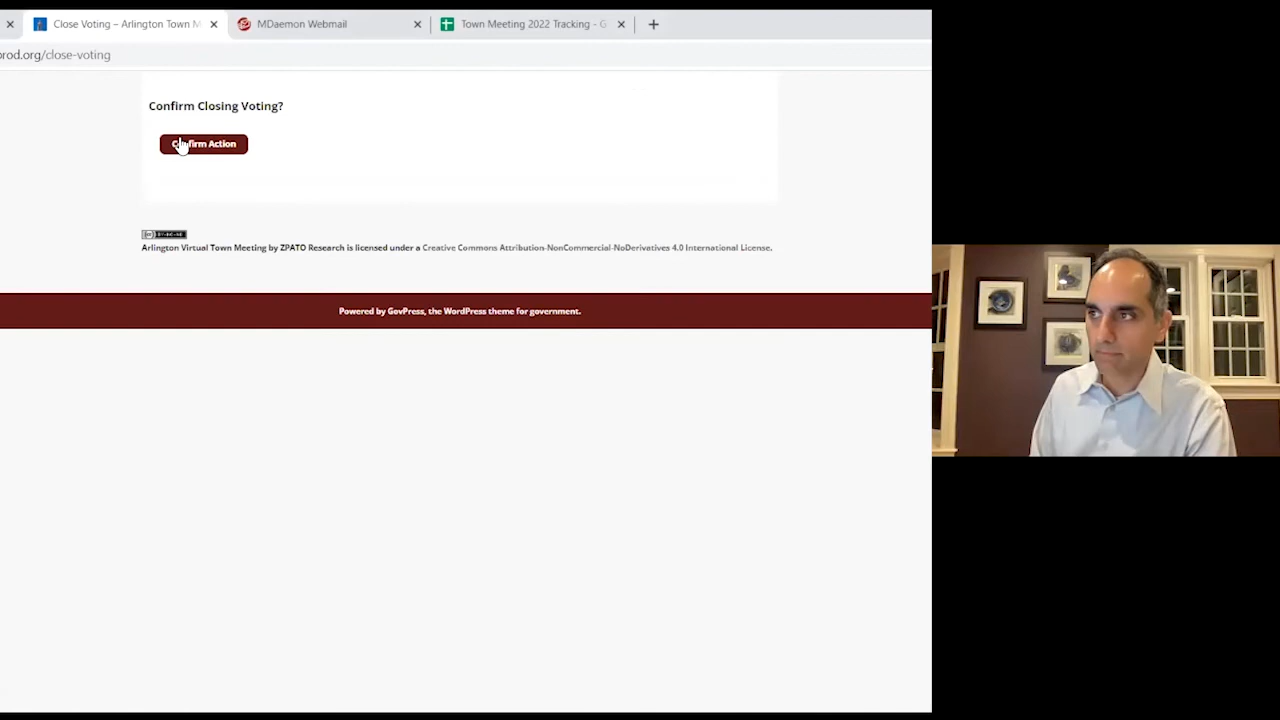 Close Voting – Arlington Town M
MDaemon Webmail
Town Meeting 2022 Tracking - G
prod.org/close-voting
Confirm Closing Voting?
Confirm Action
Arlington Virtual Town Meeting by ZPATO Research is licensed under a Creative Commons Attribution-NonCommercial-NoDerivatives 4.0 International License.
Powered by GovPress, the WordPress theme for government.